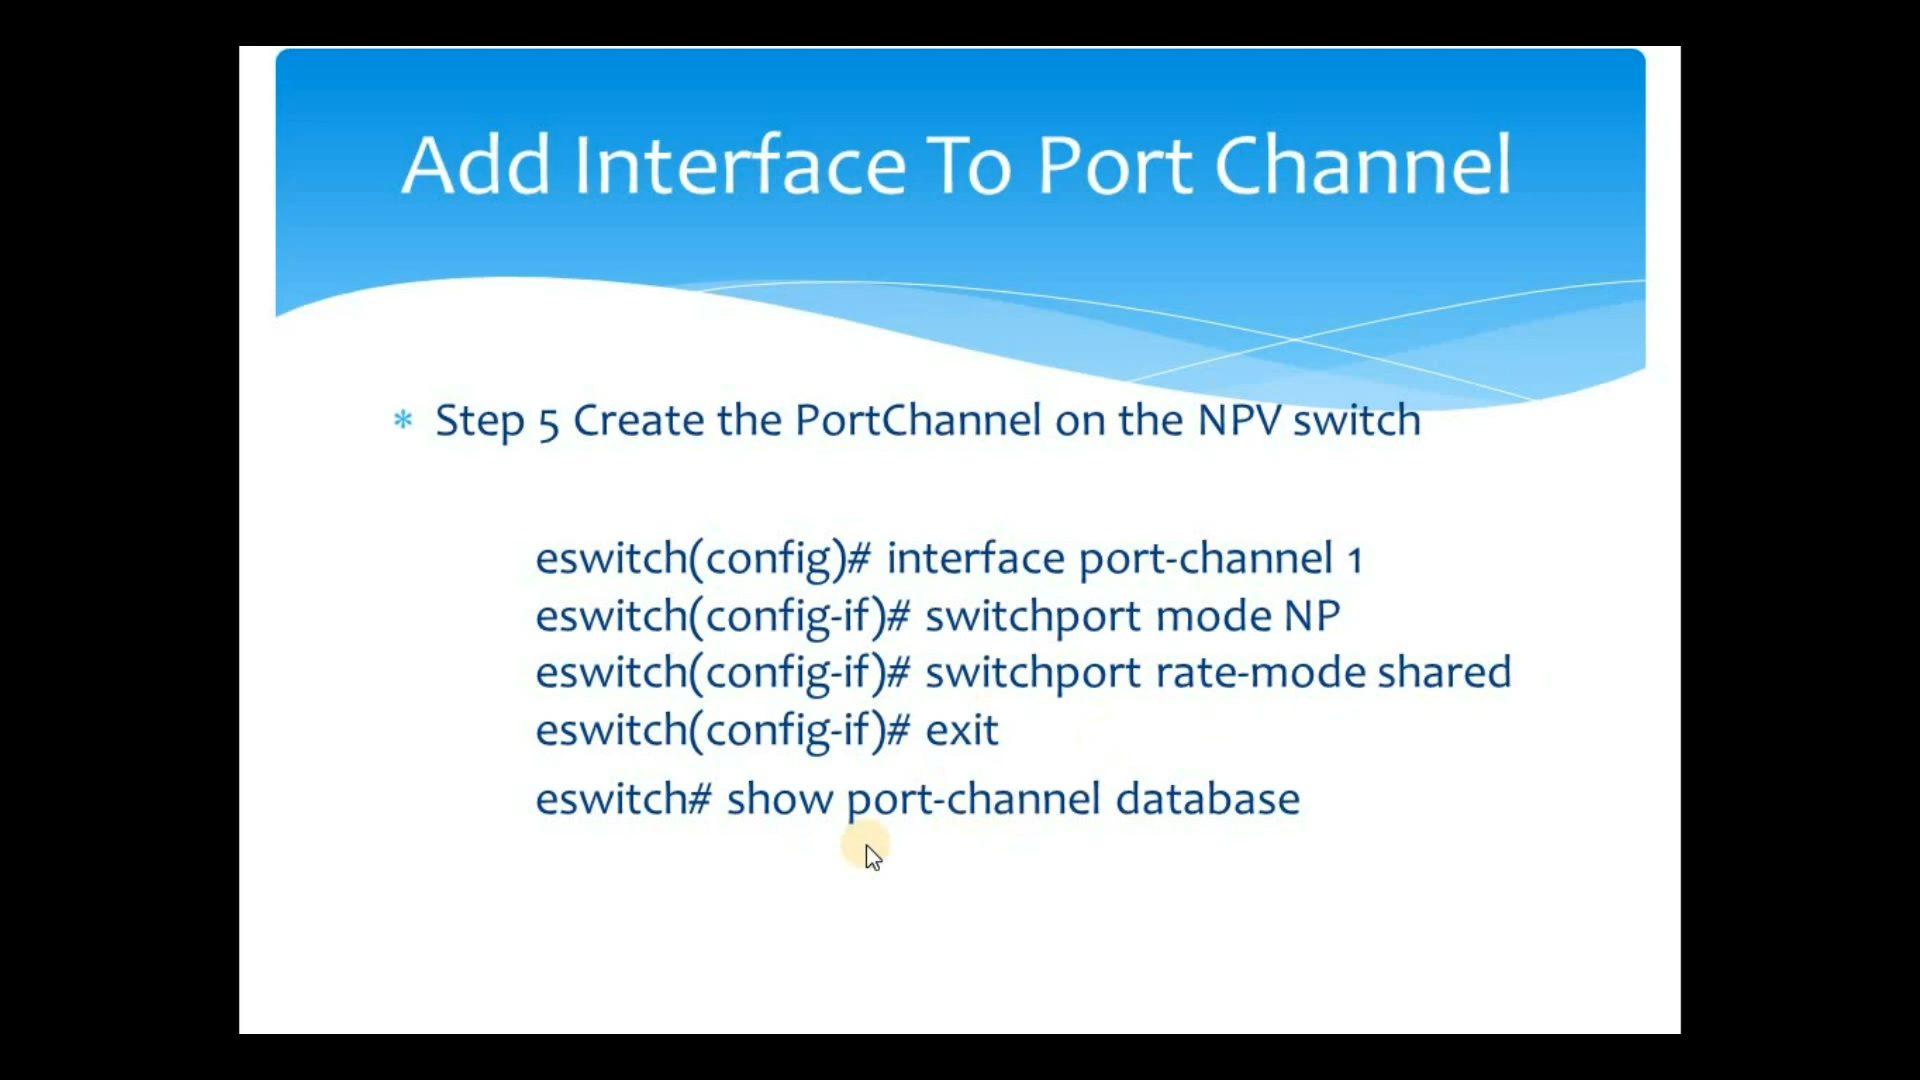 Add Interface To Port Channel
* Step 5 Create the PortChannel on the NPV switch
eswitch(config)# interface port-channel 1
eswitch(config-if)# switchport mode NP
eswitch(config-if)# switchport rate-mode shared
eswitch(config-if)# exit
eswitch# show port-channel database